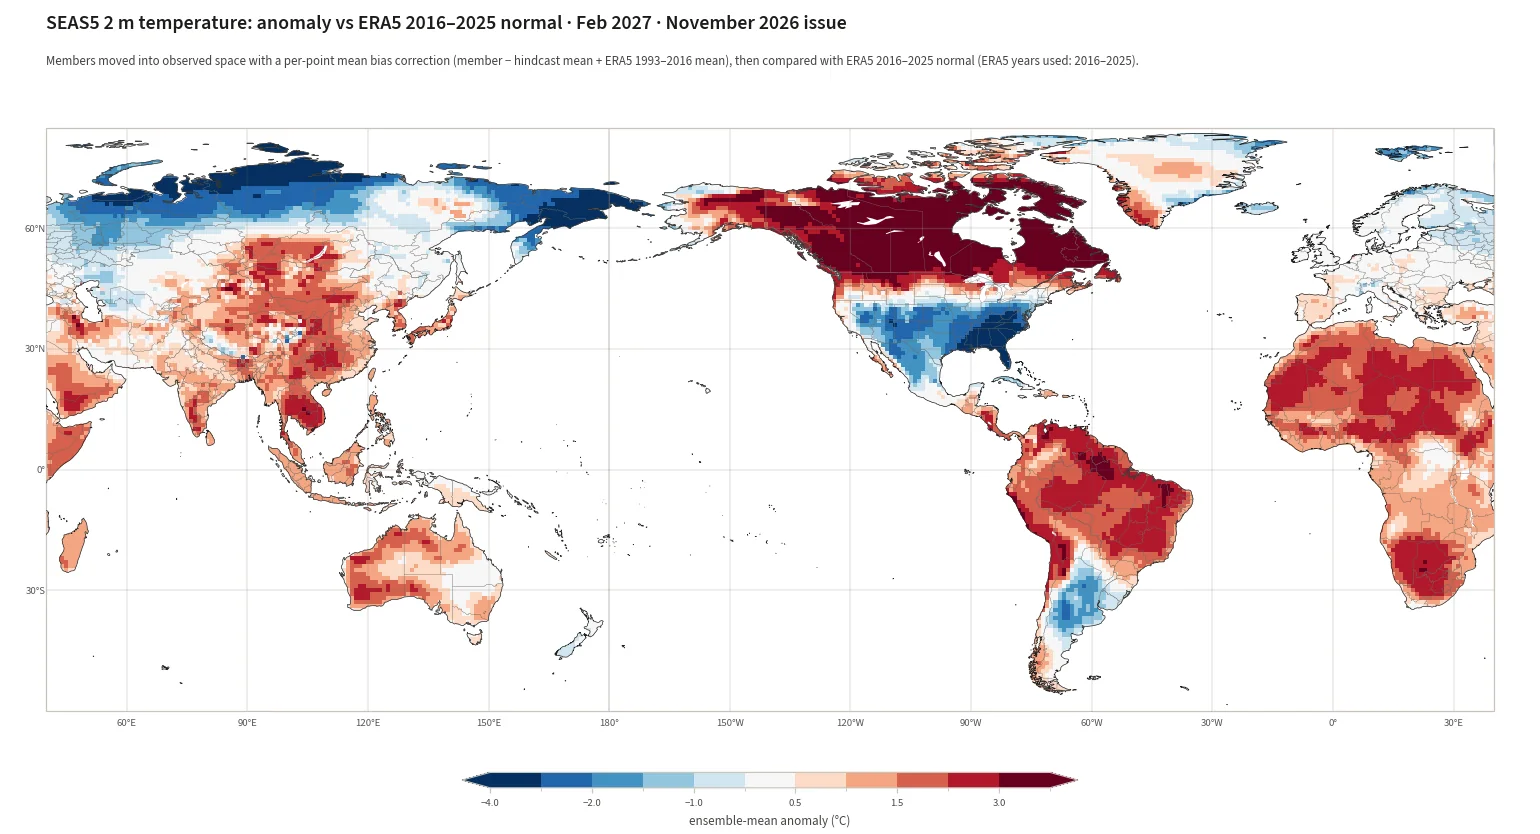 SEAS5 2 m temperature: anomaly vs ERA5 2016–2025 normal · Feb 2027 · November 2026 issue
Members moved into observed space with a per-point mean bias correction (member − hindcast mean + ERA5 1993–2016 mean), then compared with ERA5 2016–2025 normal (ERA5 years used: 2016–2025).
60°N
30°N
0°
30°S
60°E 90°E 120°E 150°E 180° 150°W 120°W 90°W 60°W 30°W 0° 30°E
−4.0 −2.0 −1.0 0.5 1.5 3.0
ensemble-mean anomaly (°C)